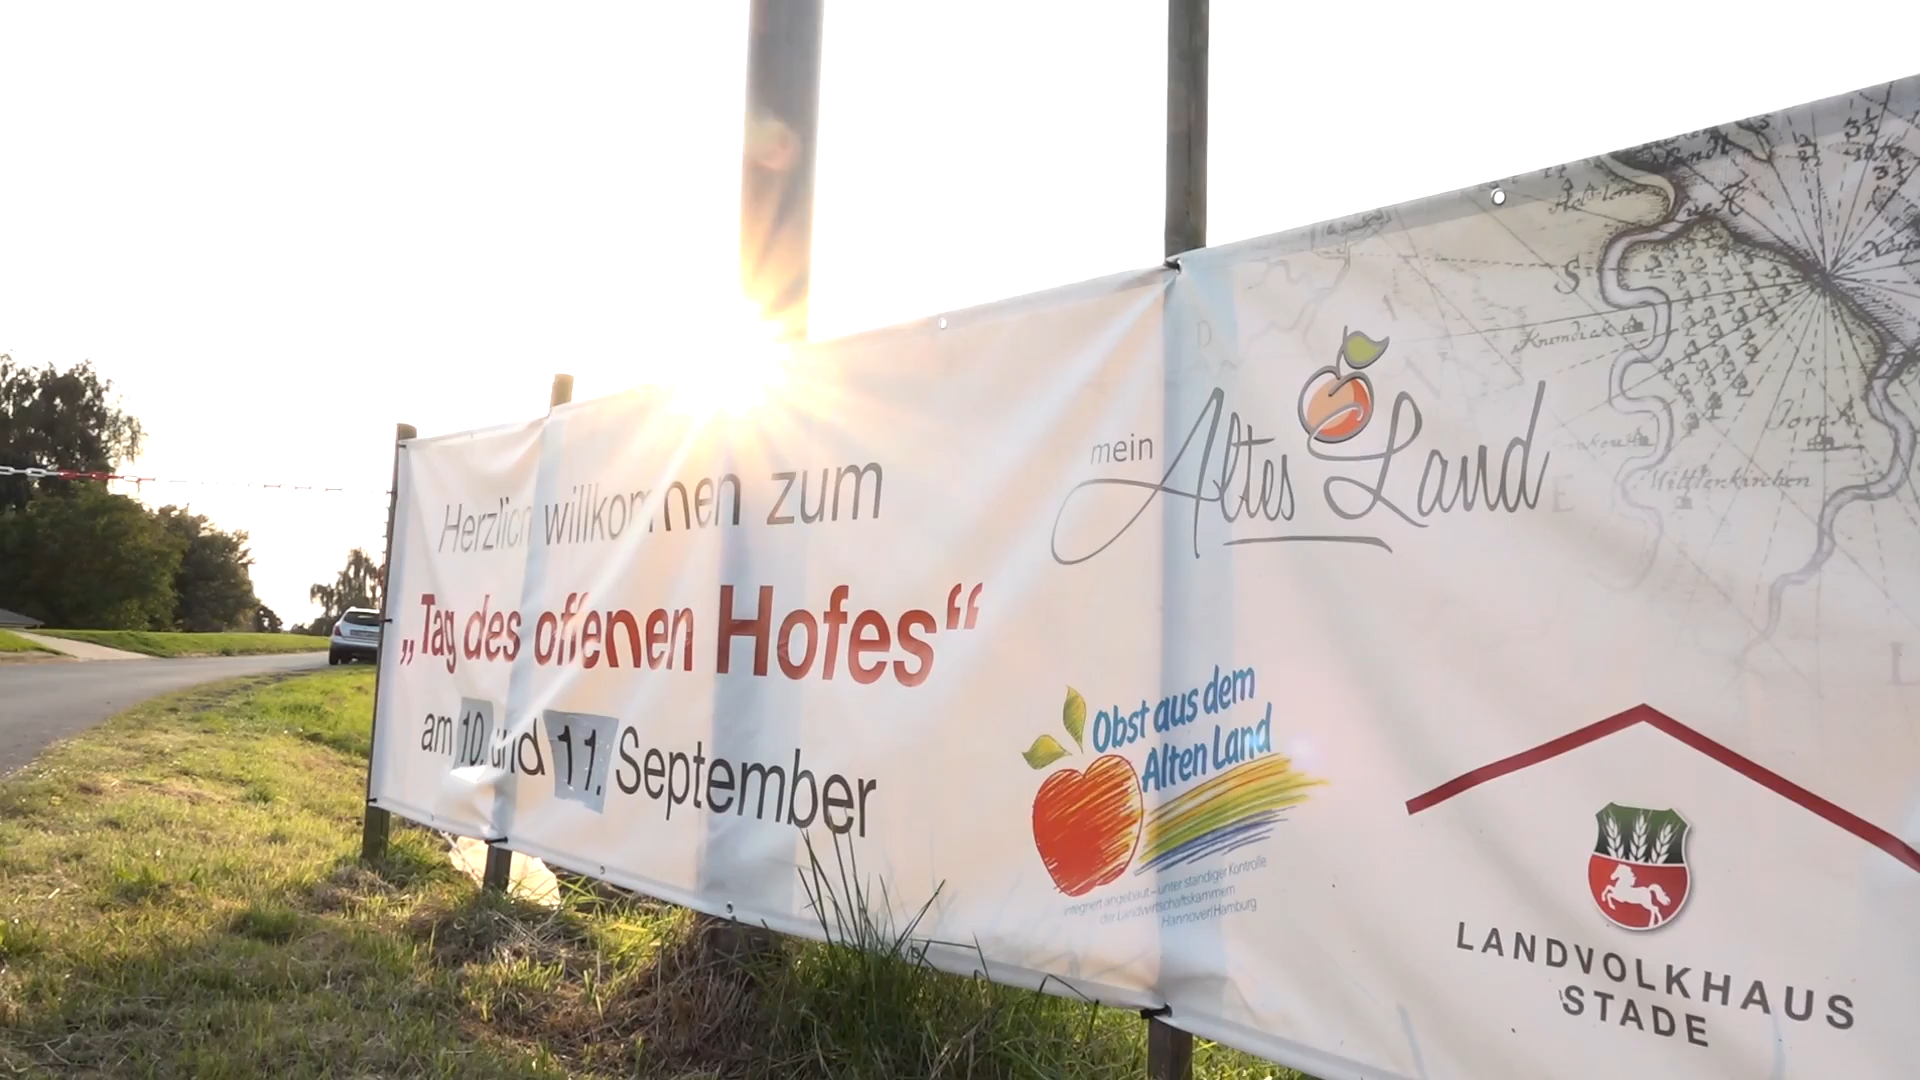 Herzlich willkommen zum
„Tag des offenen Hofes“
am 10. und 11. September
mein Altes Land
Obst aus dem
Alten Land
integriert angebaut – unter ständiger Kontrolle
der Landwirtschaftskammern
Hannover/Hamburg
LANDVOLKHAUS
STADE
Mittlenkirchen